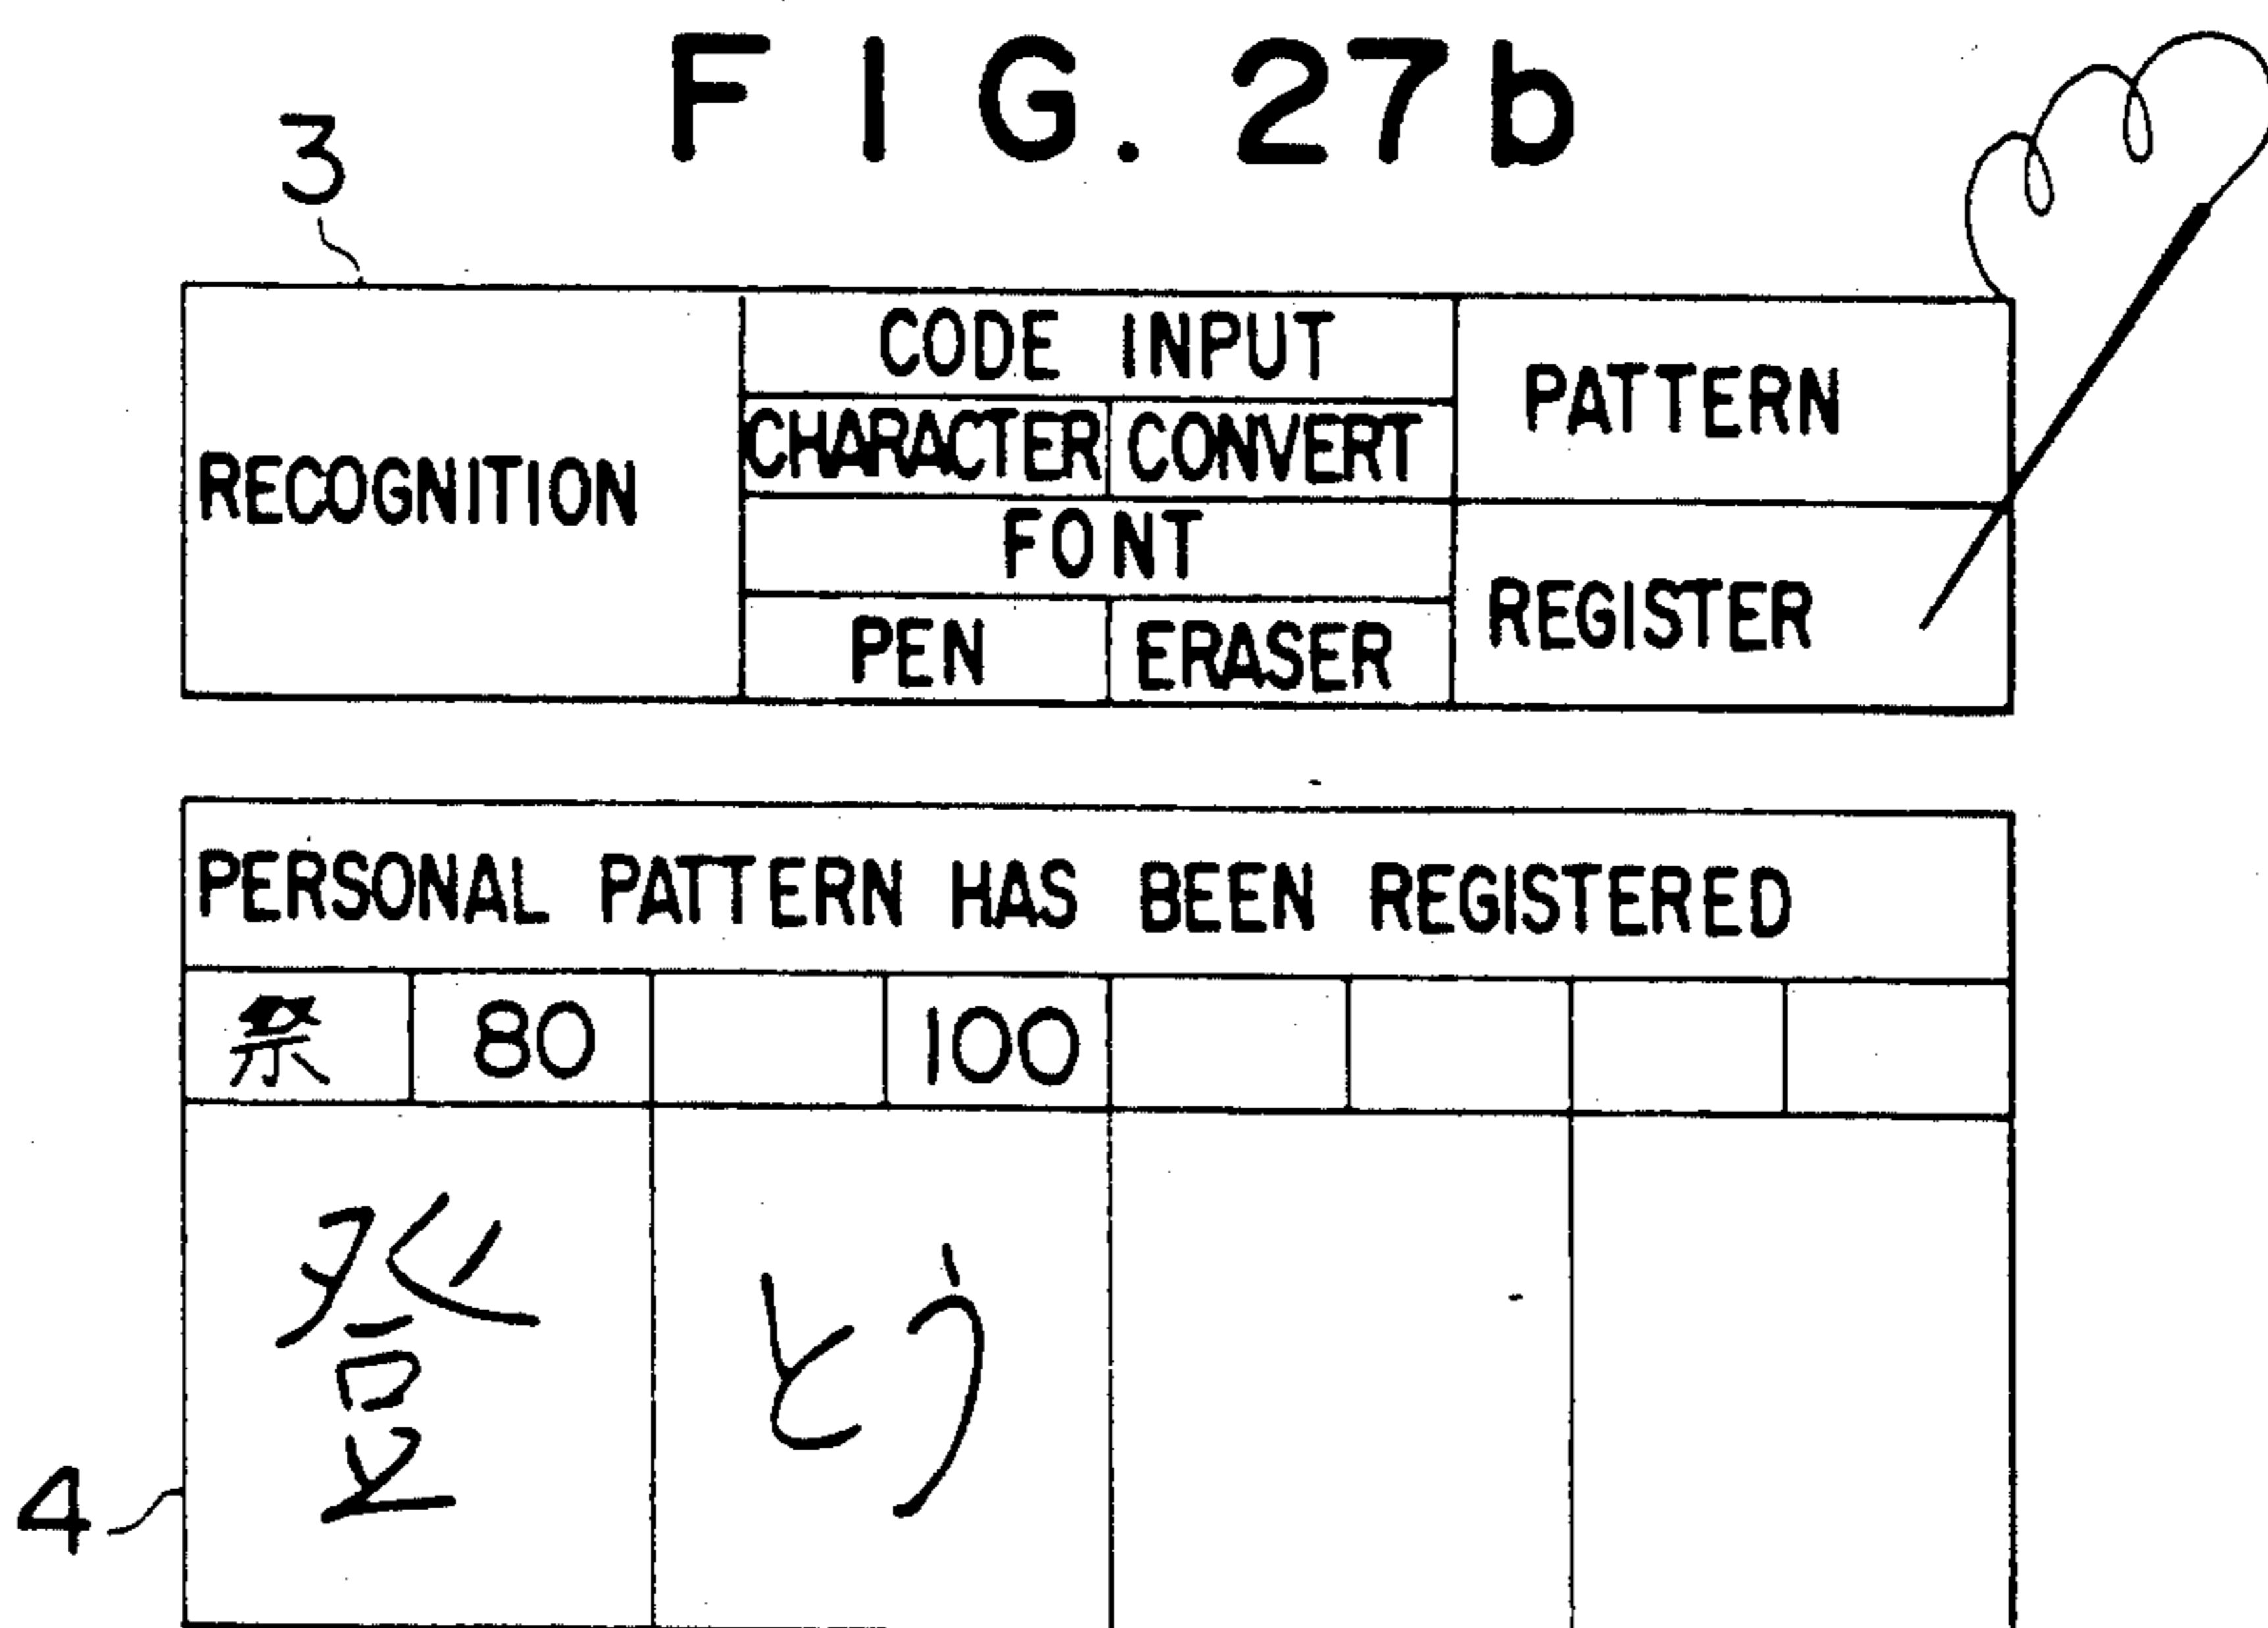 FIG. 27b
3
RECOGNITION
CODE INPUT
CHARACTER CONVERT
FONT
PEN ERASER
PATTERN
REGISTER
PERSONAL PATTERN HAS BEEN REGISTERED
祭 80 100
登 とう
4